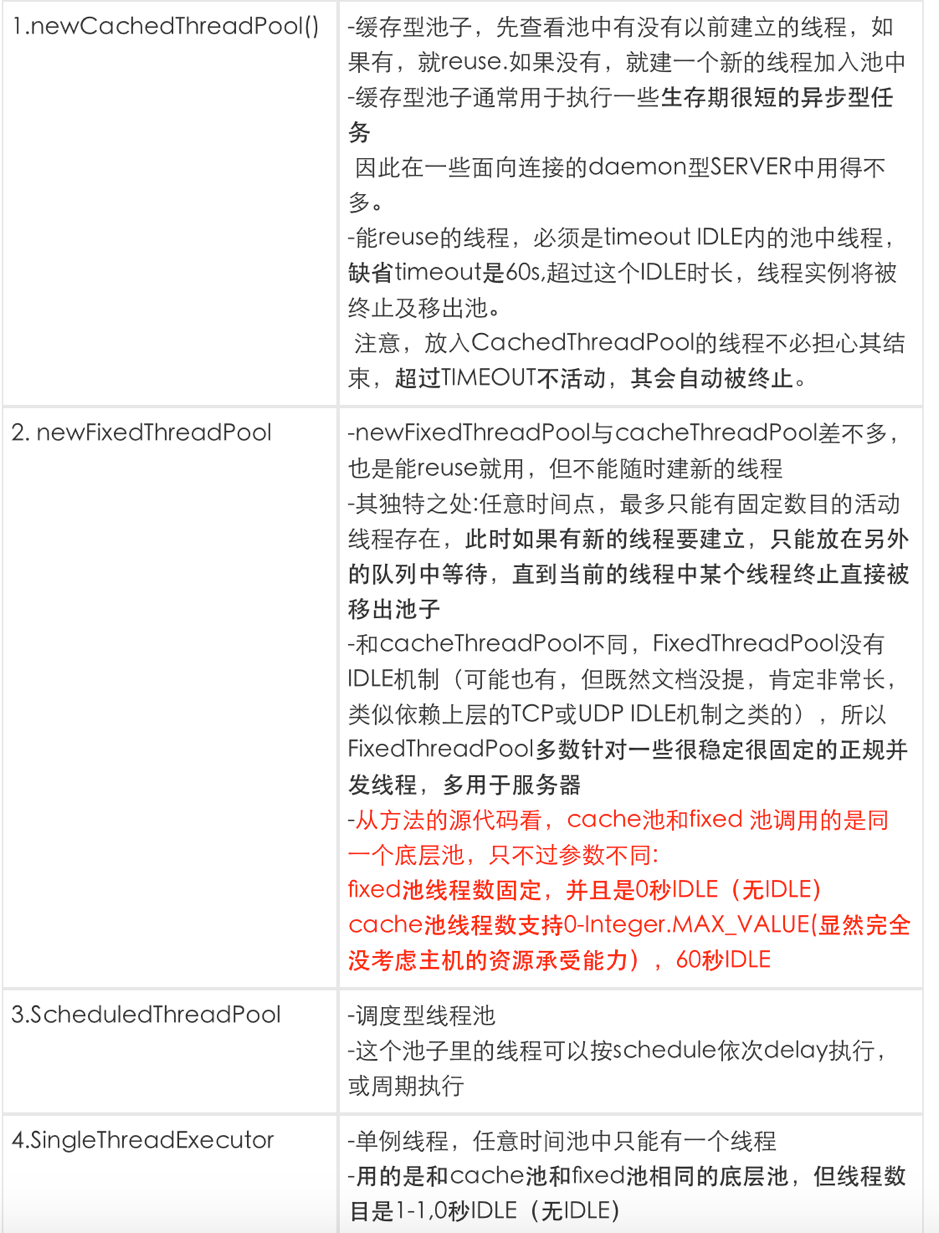 1.newCachedThreadPool()
-缓存型池子，先查看池中有没有以前建立的线程，如
果有，就reuse.如果没有，就建一个新的线程加入池中
-缓存型池子通常用于执行一些生存期很短的异步型任
务
因此在一些面向连接的daemon型SERVER中用得不
多。
-能reuse的线程，必须是timeout IDLE内的池中线程，
缺省timeout是60s,超过这个IDLE时长，线程实例将被
终止及移出池。
注意，放入CachedThreadPool的线程不必担心其结
束，超过TIMEOUT不活动，其会自动被终止。
2. newFixedThreadPool
-newFixedThreadPool与cacheThreadPool差不多，
也是能reuse就用，但不能随时建新的线程
-其独特之处:任意时间点，最多只能有固定数目的活动
线程存在，此时如果有新的线程要建立，只能放在另外
的队列中等待，直到当前的线程中某个线程终止直接被
移出池子
-和cacheThreadPool不同，FixedThreadPool没有
IDLE机制（可能也有，但既然文档没提，肯定非常长，
类似依赖上层的TCP或UDP IDLE机制之类的），所以
FixedThreadPool多数针对一些很稳定很固定的正规并
发线程，多用于服务器
-从方法的源代码看，cache池和fixed 池调用的是同
一个底层池，只不过参数不同:
fixed池线程数固定，并且是0秒IDLE（无IDLE）
cache池线程数支持0-Integer.MAX_VALUE(显然完全
没考虑主机的资源承受能力），60秒IDLE
3.ScheduledThreadPool
-调度型线程池
-这个池子里的线程可以按schedule依次delay执行，
或周期执行
4.SingleThreadExecutor
-单例线程，任意时间池中只能有一个线程
-用的是和cache池和fixed池相同的底层池，但线程数
目是1-1,0秒IDLE（无IDLE）